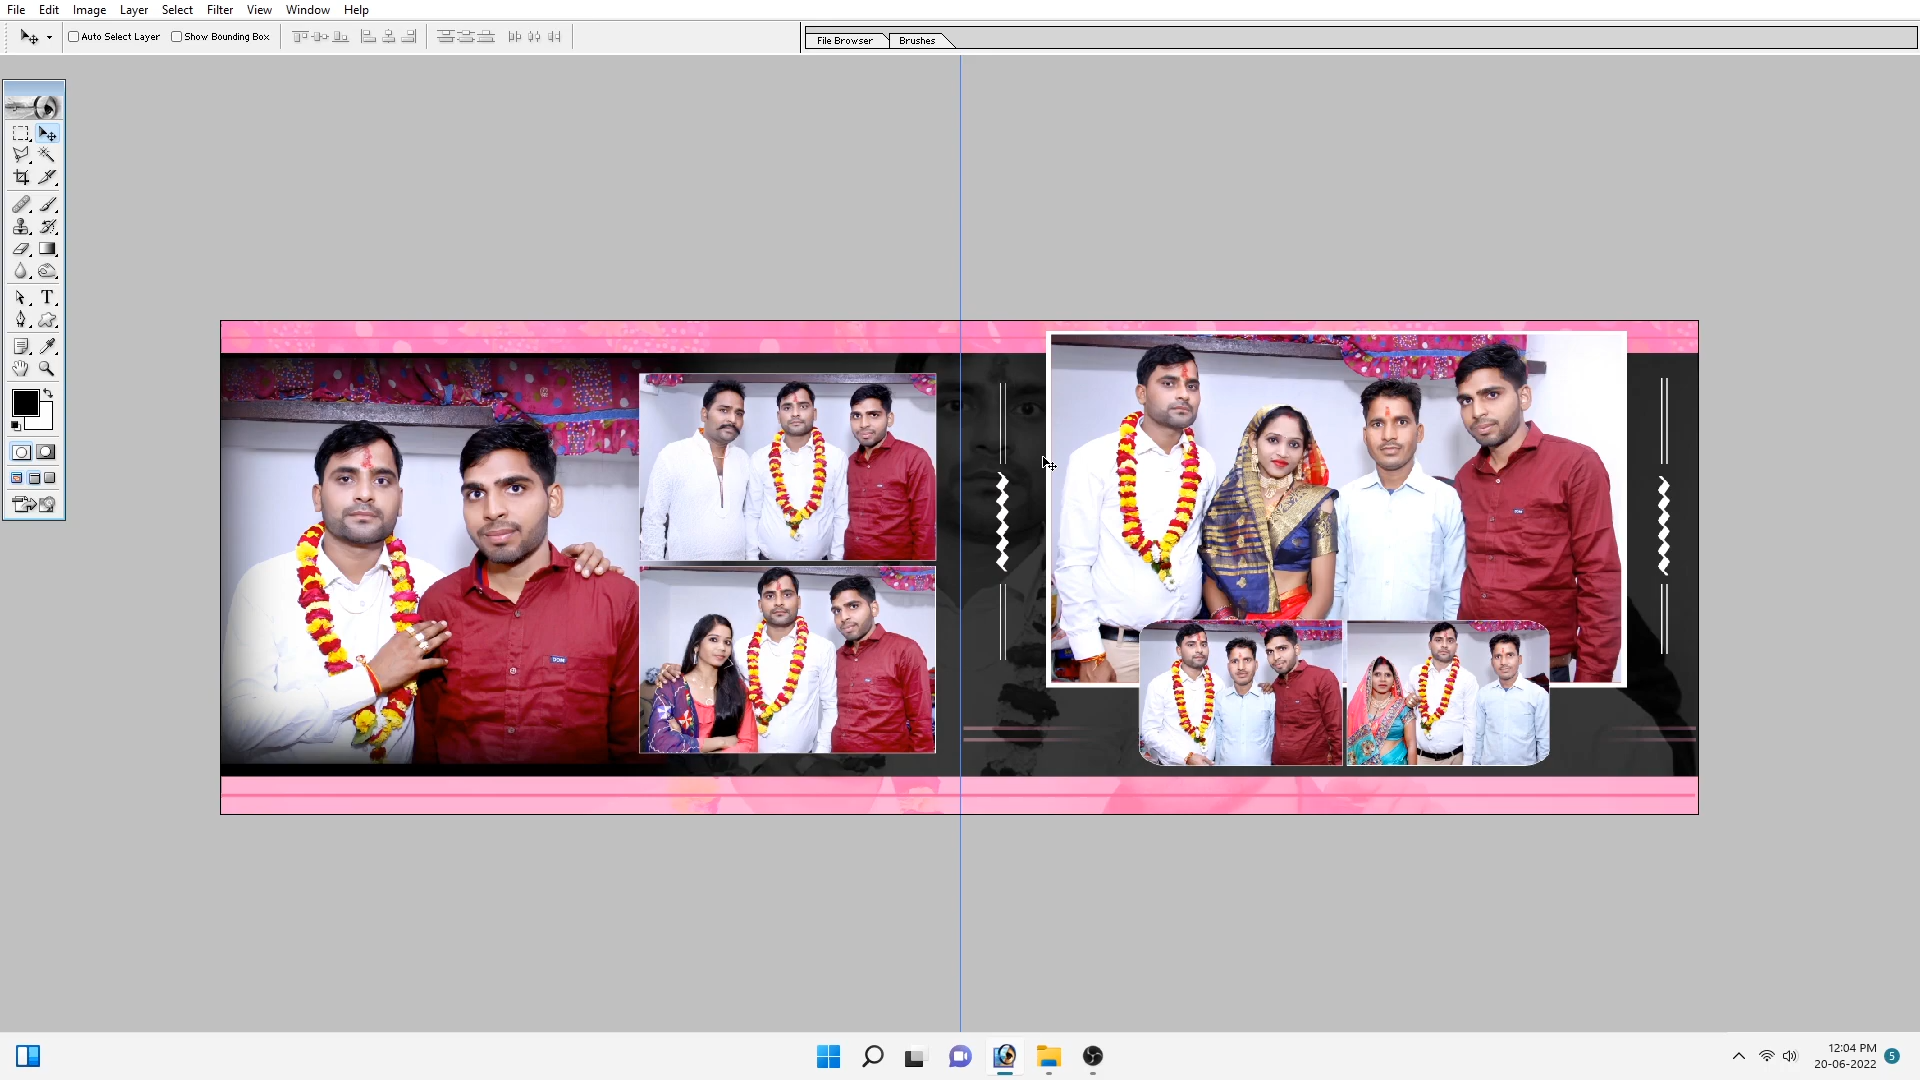 File Edit Image Layer Select Filter View Window Help
Auto Select Layer Show Bounding Box File Browser Brushes
T
12:04 PM
20-06-2022 5